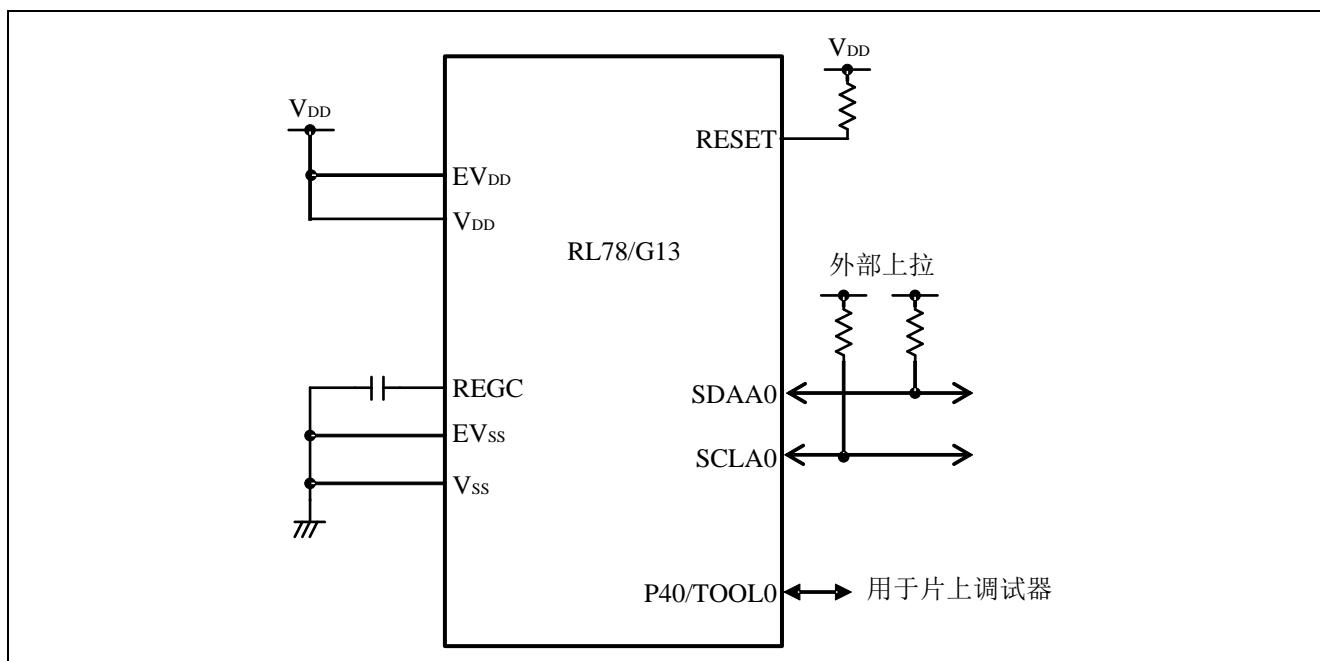 VDD
VDD
RESET
EVDD
VDD
RL78/G13
外部上拉
REGC
SDAA0
EVSS
SCLA0
VSS
P40/TOOL0
用于片上调试器